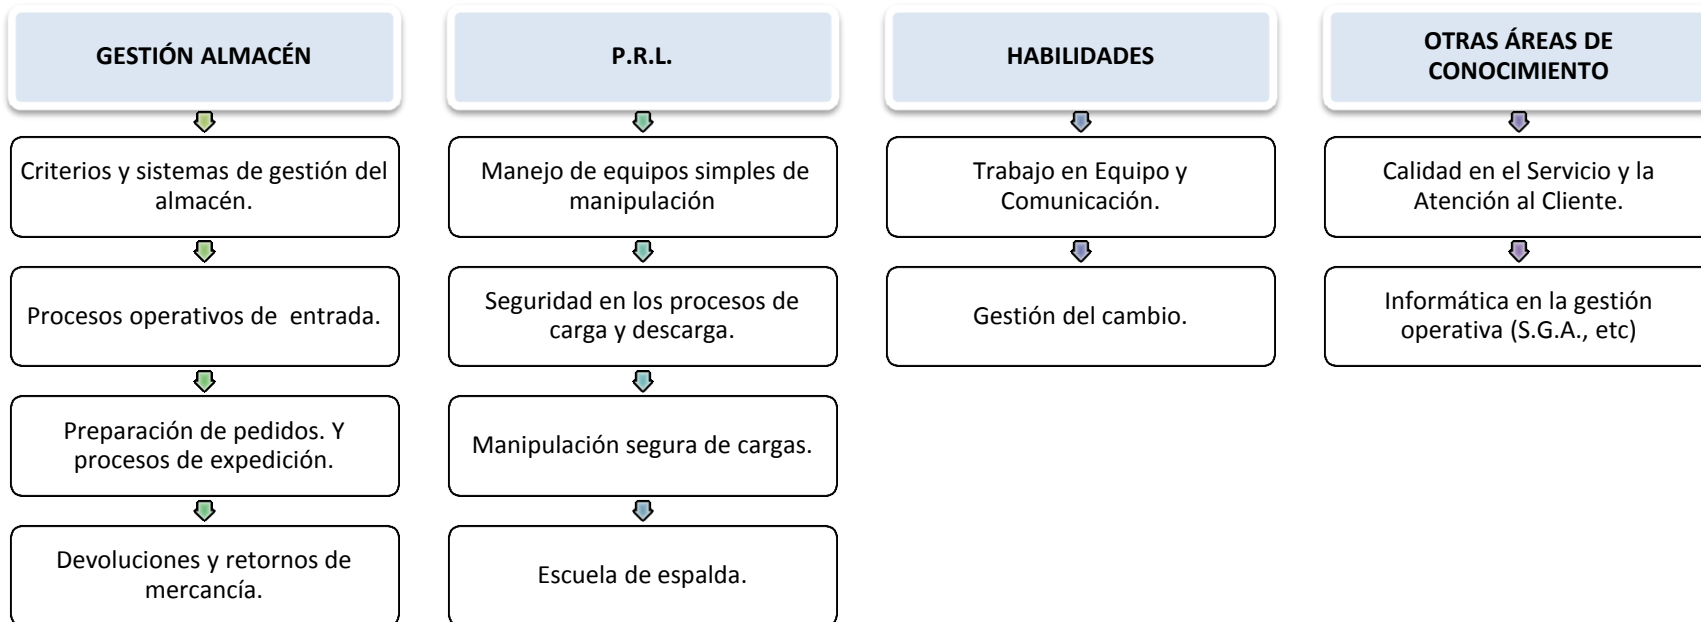 GESTIÓN ALMACÉN
Criterios y sistemas de gestión del
almacén.
Procesos operativos de  entrada.
Preparación de pedidos. Y
procesos de expedición.
Devoluciones y retornos de
mercancía.
P.R.L.
Manejo de equipos simples de
manipulación
Seguridad en los procesos de
carga y descarga.
Manipulación segura de cargas.
Escuela de espalda.
HABILIDADES
Trabajo en Equipo y
Comunicación.
Gestión del cambio.
OTRAS ÁREAS DE
CONOCIMIENTO
Calidad en el Servicio y la
Atención al Cliente.
Informática en la gestión
operativa (S.G.A., etc)